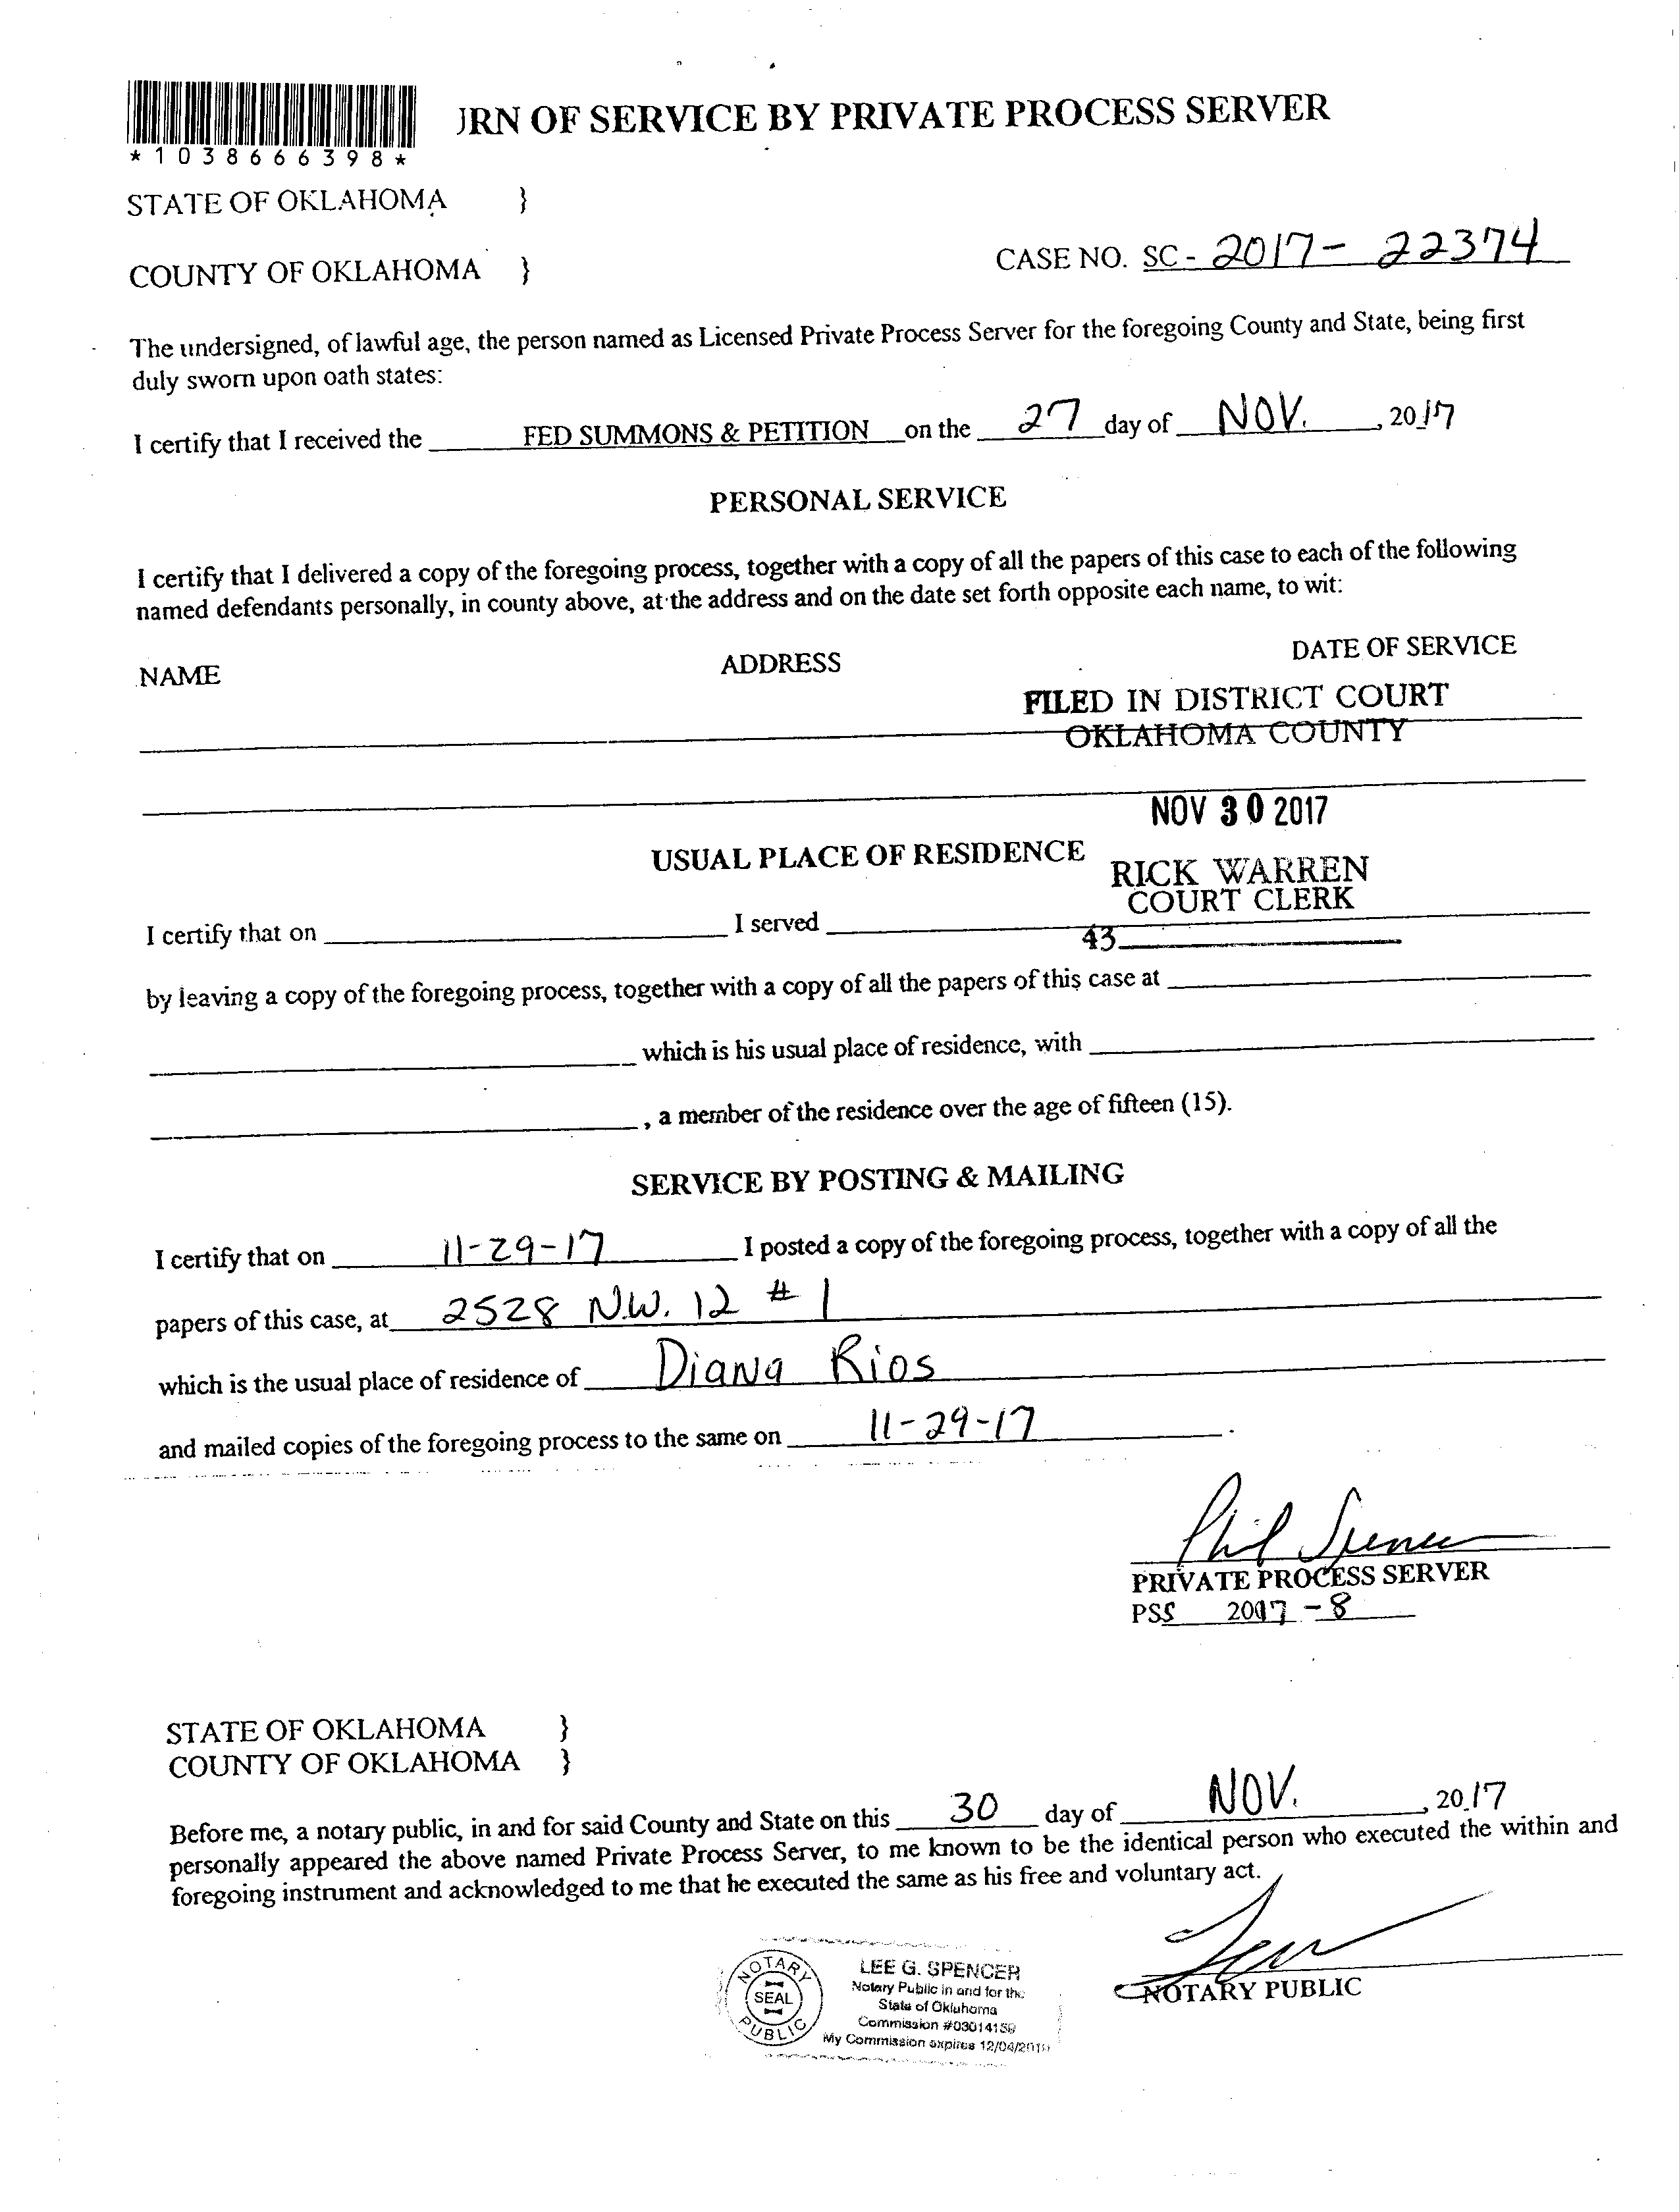 JRN OF SERVICE BY PRIVATE PROCESS SERVER
*1038666398*
STATE OF OKLAHOMA }
CASE NO. SC - 2017 - 22374
COUNTY OF OKLAHOMA }
The undersigned, of lawful age, the person named as Licensed Private Process Server for the foregoing County and State, being first
duly sworn upon oath states:
I certify that I received the FED SUMMONS & PETITION on the 27 day of NOV. , 2017
PERSONAL SERVICE
I certify that I delivered a copy of the foregoing process, together with a copy of all the papers of this case to each of the following
named defendants personally, in county above, at the address and on the date set forth opposite each name, to wit:
NAME ADDRESS DATE OF SERVICE
FILED IN DISTRICT COURT
OKLAHOMA COUNTY
NOV 30 2017
USUAL PLACE OF RESIDENCE
RICK WARREN
COURT CLERK
I certify that on I served
43
by leaving a copy of the foregoing process, together with a copy of all the papers of this case at
which is his usual place of residence, with
, a member of the residence over the age of fifteen (15).
SERVICE BY POSTING & MAILING
I certify that on 11-29-17 I posted a copy of the foregoing process, together with a copy of all the
papers of this case, at 2528 N.W. 12 # 1
which is the usual place of residence of Diana Rios
and mailed copies of the foregoing process to the same on 11-29-17 .
Phil Spencer
PRIVATE PROCESS SERVER
PSS 2017 - 8
STATE OF OKLAHOMA }
COUNTY OF OKLAHOMA }
Before me, a notary public, in and for said County and State on this 30 day of NOV. , 2017
personally appeared the above named Private Process Server, to me known to be the identical person who executed the within and
foregoing instrument and acknowledged to me that he executed the same as his free and voluntary act.
NOTARY PUBLIC
NOTARY
SEAL
PUBLIC
LEE G. SPENCER
Notary Public in and for the
State of Oklahoma
Commission #03014159
My Commission expires 12/04/2019